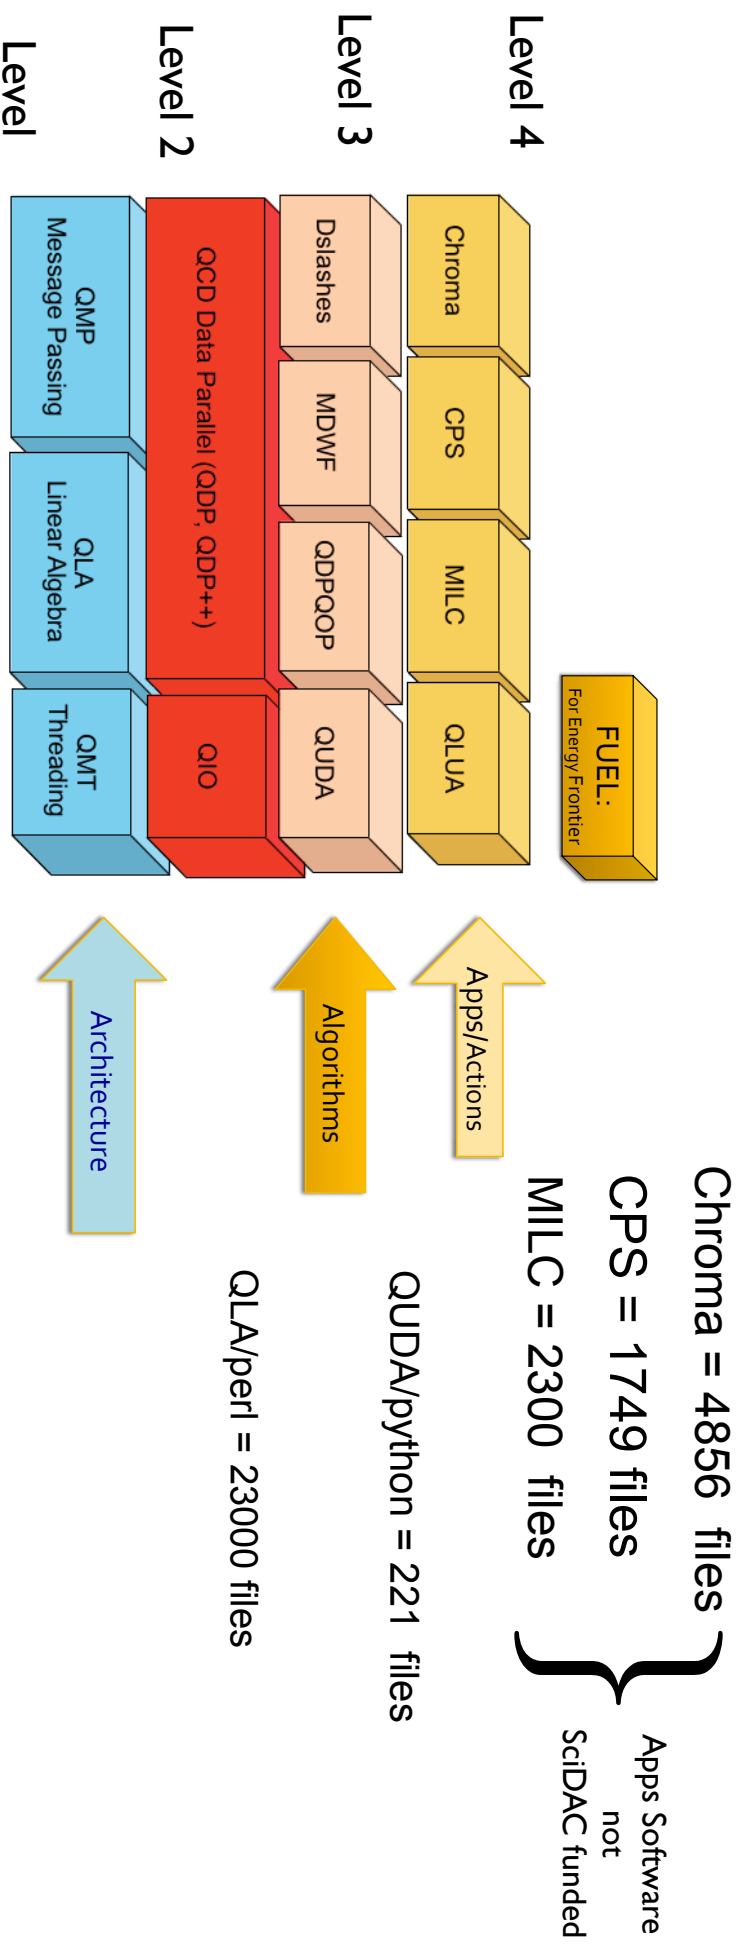 Chroma = 4856 files
CPS = 1749 files
MILC = 2300 files
Apps Software
not
SciDAC funded
FUEL:
For Energy Frontier
Level 4
Chroma
CPS
MILC
QLUA
Apps/Actions
QUDA/python = 221 files
Level 3
Dslashes
MDWF
QDPQOP
QUDA
Algorithms
QLA/perl = 23000 files
Level 2
QCD Data Parallel (QDP, QDP++)
QIO
Level
QMP
Message Passing
QLA
Linear Algebra
QMT
Threading
Architecture